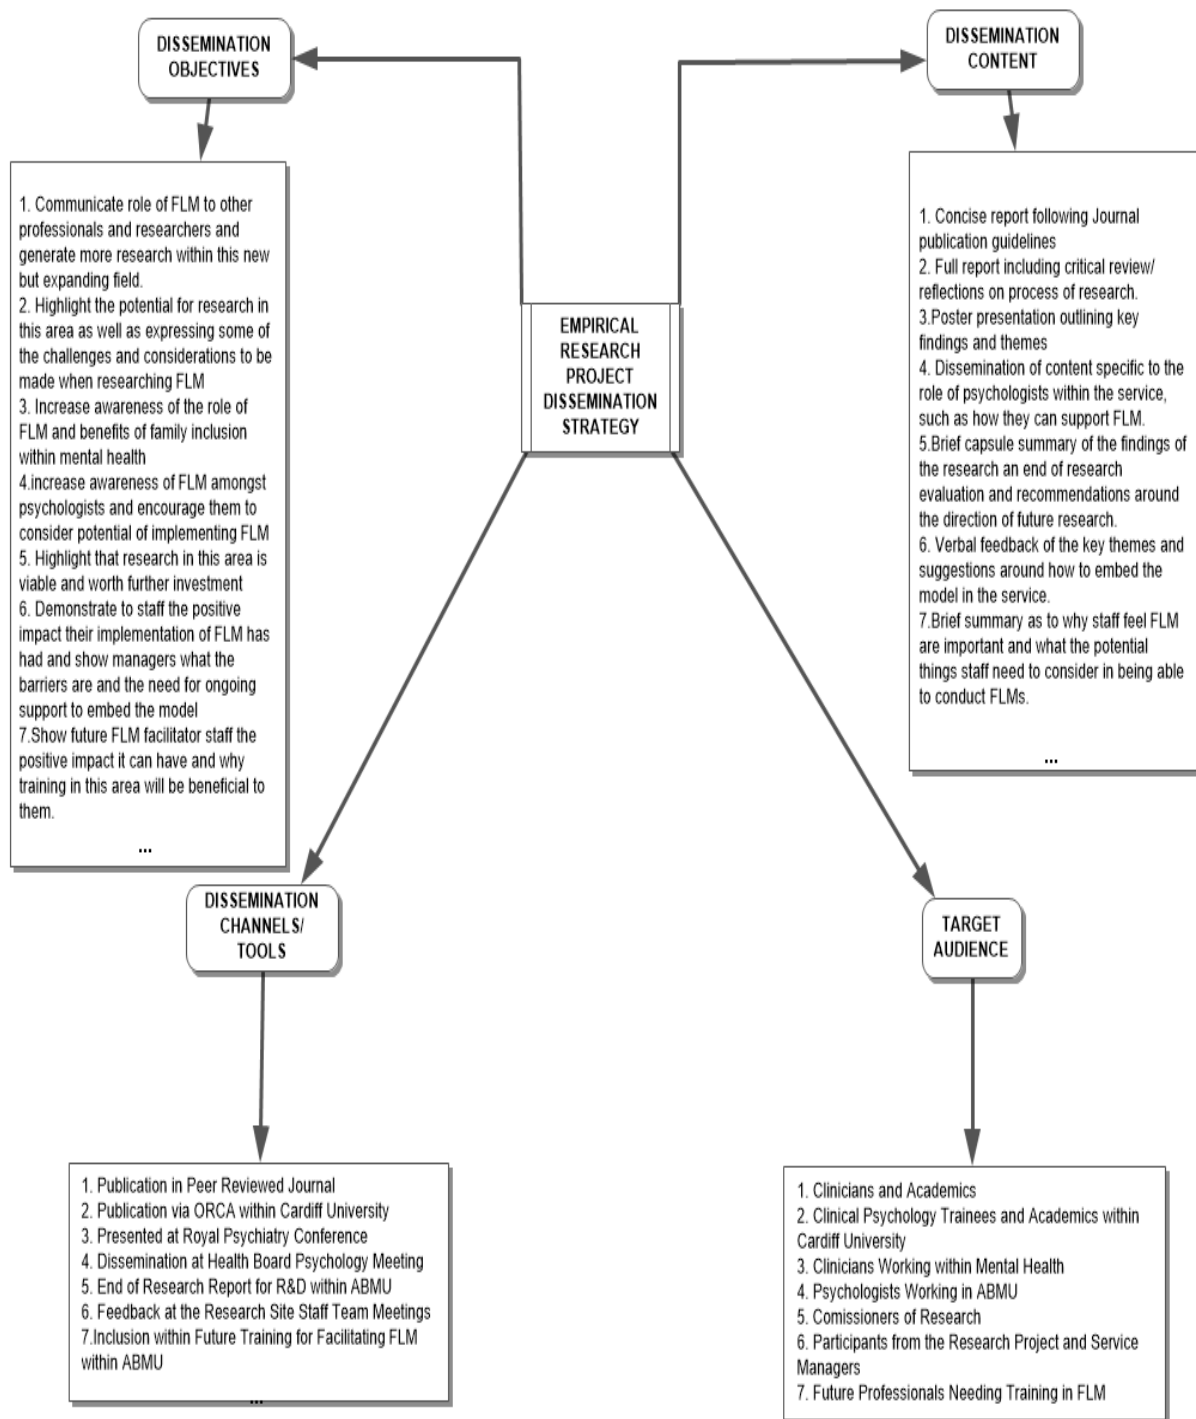 DISSEMINATION
OBJECTIVES
1. Communicate role of FLM to other
professionals and researchers and
generate more research within this new
but expanding field.
2. Highlight the potential for research in
this area as well as expressing some of
the challenges and considerations to be
made when researching FLM
3. Increase awareness of the role of
FLM and benefits of family inclusion
within mental health
4.increase awareness of FLM amongst
psychologists and encourage them to
consider potential of implementing FLM
5. Highlight that research in this area is
viable and worth further investment
6. Demonstrate to staff the positive
impact their implementation of FLM has
had and show managers what the
barriers are and the need for ongoing
support to embed the model
7.Show future FLM facilitator staff the
positive impact it can have and why
training in this area will be beneficial to
them.
...
DISSEMINATION
CONTENT
1. Concise report following Journal
publication guidelines
2. Full report including critical review/
reflections on process of research.
3.Poster presentation outlining key
findings and themes
4. Dissemination of content specific to the
role of psychologists within the service,
such as how they can support FLM.
5.Brief capsule summary of the findings of
the research an end of research
evaluation and recommendations around
the direction of future research.
6. Verbal feedback of the key themes and
suggestions around how to embed the
model in the service.
7.Brief summary as to why staff feel FLM
are important and what the potential
things staff need to consider in being able
to conduct FLMs.
...
EMPIRICAL
RESEARCH
PROJECT
DISSEMINATION
STRATEGY
DISSEMINATION
CHANNELS/
TOOLS
1. Publication in Peer Reviewed Journal
2. Publication via ORCA within Cardiff University
3. Presented at Royal Psychiatry Conference
4. Dissemination at Health Board Psychology Meeting
5. End of Research Report for R&D within ABMU
6. Feedback at the Research Site Staff Team Meetings
7.Inclusion within Future Training for Facilitating FLM
within ABMU
...
TARGET
AUDIENCE
1. Clinicians and Academics
2. Clinical Psychology Trainees and Academics within
Cardiff University
3. Clinicians Working within Mental Health
4. Psychologists Working in ABMU
5. Comissioners of Research
6. Participants from the Research Project and Service
Managers
7. Future Professionals Needing Training in FLM